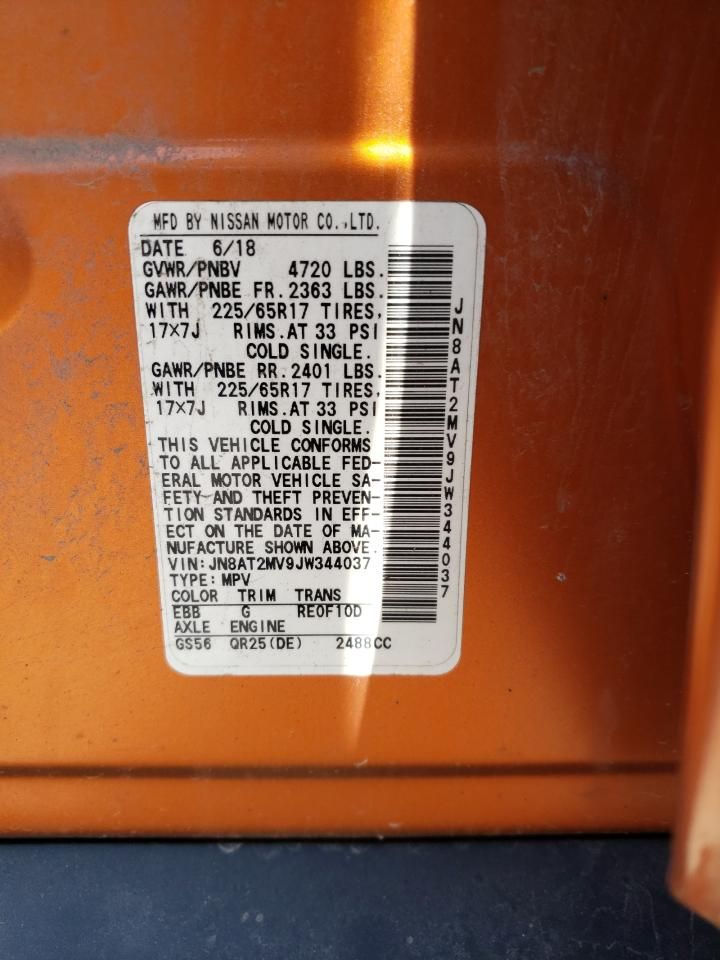 MFD BY NISSAN MOTOR CO.,LTD.
DATE 6/18
GVWR/PNBV 4720 LBS.
GAWR/PNBE FR. 2363 LBS.
WITH 225/65R17 TIRES,
17×7J RIMS. AT 33 PSI
COLD SINGLE.
GAWR/PNBE RR. 2401 LBS.
WITH 225/65R17 TIRES,
17×7J RIMS. AT 33 PSI
COLD SINGLE.
THIS VEHICLE CONFORMS
TO ALL APPLICABLE FED-
ERAL MOTOR VEHICLE SA-
FETY AND THEFT PREVEN-
TION STANDARDS IN EFF-
ECT ON THE DATE OF MA-
NUFACTURE SHOWN ABOVE.
VIN: JN8AT2MV9JW344037
TYPE: MPV
COLOR TRIM TRANS
EBB G RE0F10D
AXLE ENGINE
GS56 QR25(DE) 2488CC
JN8AT2MV9JW344037